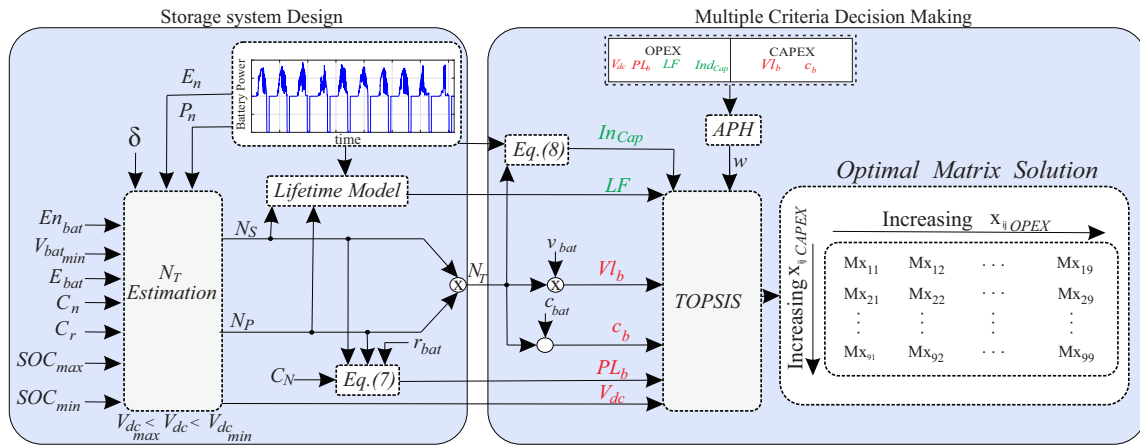 Storage system Design
Multiple Criteria Decision Making
E_n
P_n
Battery Power
time
δ
En_bat
V_bat_min
E_bat
C_n
C_r
SOC_max
SOC_min
N_T
Estimation
V_dc_max < V_dc < V_dc_min
Lifetime Model
N_S
N_P
C_N
Eq.(7)
r_bat
x
N_T
OPEX
CAPEX
V_dc PL_b LF Ind_Cap
Vl_b c_b
APH
w
Eq.(8)
In_Cap
LF
v_bat
x
Vl_b
c_bat
c_b
PL_b
V_dc
TOPSIS
Optimal Matrix Solution
Increasing x_ij OPEX
Increasing x_ij CAPEX
Mx_11 Mx_12 · · · Mx_19
Mx_21 Mx_22 · · · Mx_29
⋮ ⋮ ⋮ ⋮
Mx_91 Mx_92 · · · Mx_99